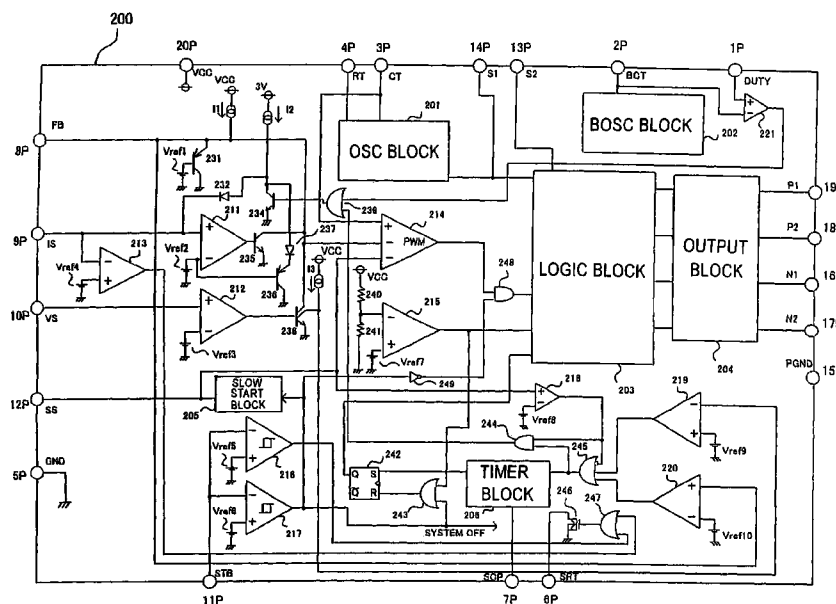 200
20P
4P
3P
14P
13P
2P
1P
VCC
RT
CT
S1
S2
BCT
DUTY
VCC
3V
I1
I2
201
OSC BLOCK
BOSC BLOCK
202
221
FB
8P
Vref1
231
232
234
239
237
214
PWM
LOGIC BLOCK
203
OUTPUT BLOCK
204
P1
19
P2
18
N1
16
N2
17
PGND
15
IS
9P
211
235
Vref2
236
213
Vref4
VCC
I3
VCC
240
241
215
Vref7
248
VS
10P
212
Vref3
238
249
SLOW START BLOCK
205
SS
12P
218
Vref8
219
Vref9
244
245
220
Vref10
GND
5P
Vref5
216
Vref6
217
242
Q
S
Q
R
243
TIMER BLOCK
206
246
247
SYSTEM OFF
STB
11P
SOP
7P
SRT
6P